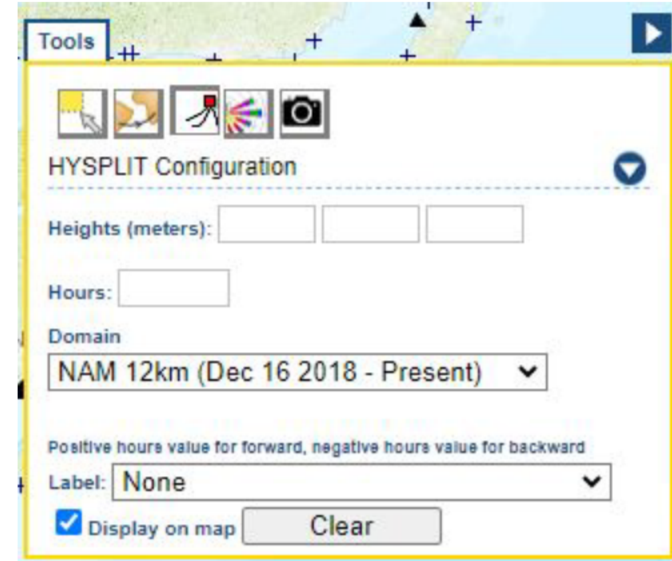 Tools
HYSPLIT Configuration
Heights (meters):
Hours:
Domain
NAM 12km (Dec 16 2018 - Present)
Positive hours value for forward, negative hours value for backward
Label: None
Display on map Clear